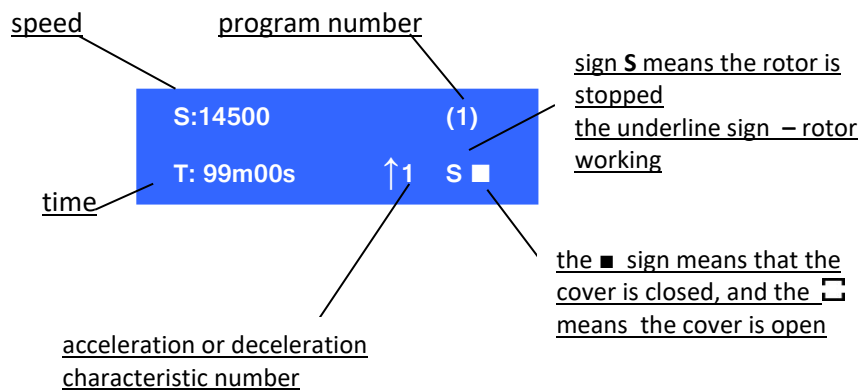 speed
program number
sign S means the rotor is
stopped
the underline sign – rotor
working
S:14500 (1)
T: 99m00s ↑1 S ■
time
the ■ sign means that the
cover is closed, and the ⛶
means the cover is open
acceleration or deceleration
characteristic number